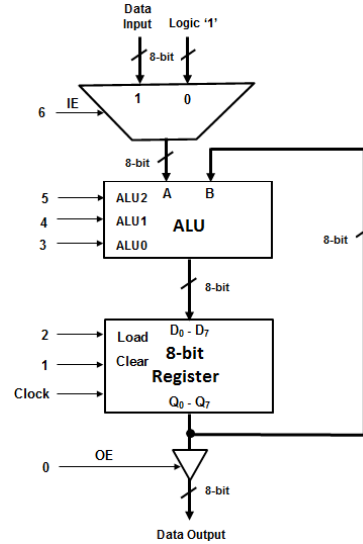 Data Input
Logic ‘1’
8-bit
1 0
6 IE
8-bit
A B
5 ALU2
4 ALU1
3 ALU0
ALU
8-bit
8-bit
D0 - D7
2 Load
1 Clear
8-bit Register
Clock
Q0 - Q7
0 OE
8-bit
Data Output